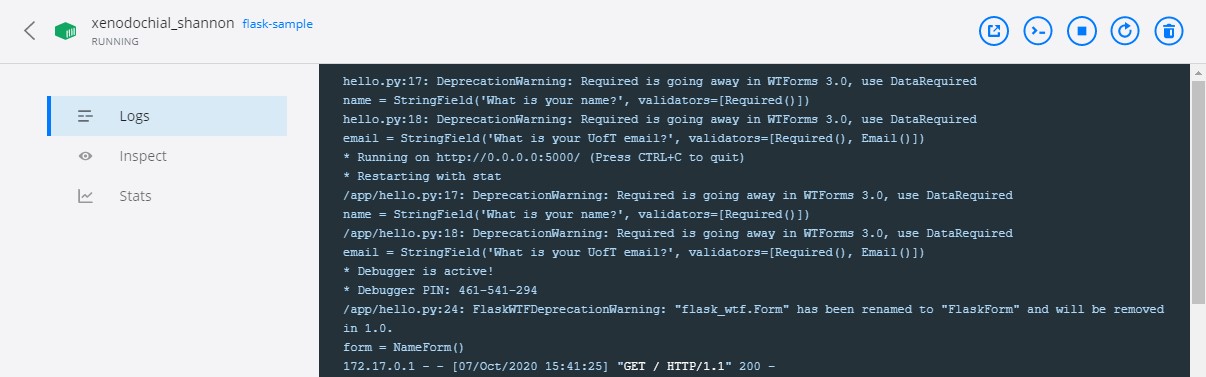 xenodochial_shannon flask-sample
RUNNING
Logs
Inspect
Stats
hello.py:17: DeprecationWarning: Required is going away in WTForms 3.0, use DataRequired
name = StringField('What is your name?', validators=[Required()])
hello.py:18: DeprecationWarning: Required is going away in WTForms 3.0, use DataRequired
email = StringField('What is your UofT email?', validators=[Required(), Email()])
* Running on http://0.0.0.0:5000/ (Press CTRL+C to quit)
* Restarting with stat
/app/hello.py:17: DeprecationWarning: Required is going away in WTForms 3.0, use DataRequired
name = StringField('What is your name?', validators=[Required()])
/app/hello.py:18: DeprecationWarning: Required is going away in WTForms 3.0, use DataRequired
email = StringField('What is your UofT email?', validators=[Required(), Email()])
* Debugger is active!
* Debugger PIN: 461-541-294
/app/hello.py:24: FlaskWTFDeprecationWarning: "flask_wtf.Form" has been renamed to "FlaskForm" and will be removed
in 1.0.
form = NameForm()
172.17.0.1 - - [07/Oct/2020 15:41:25] "GET / HTTP/1.1" 200 -